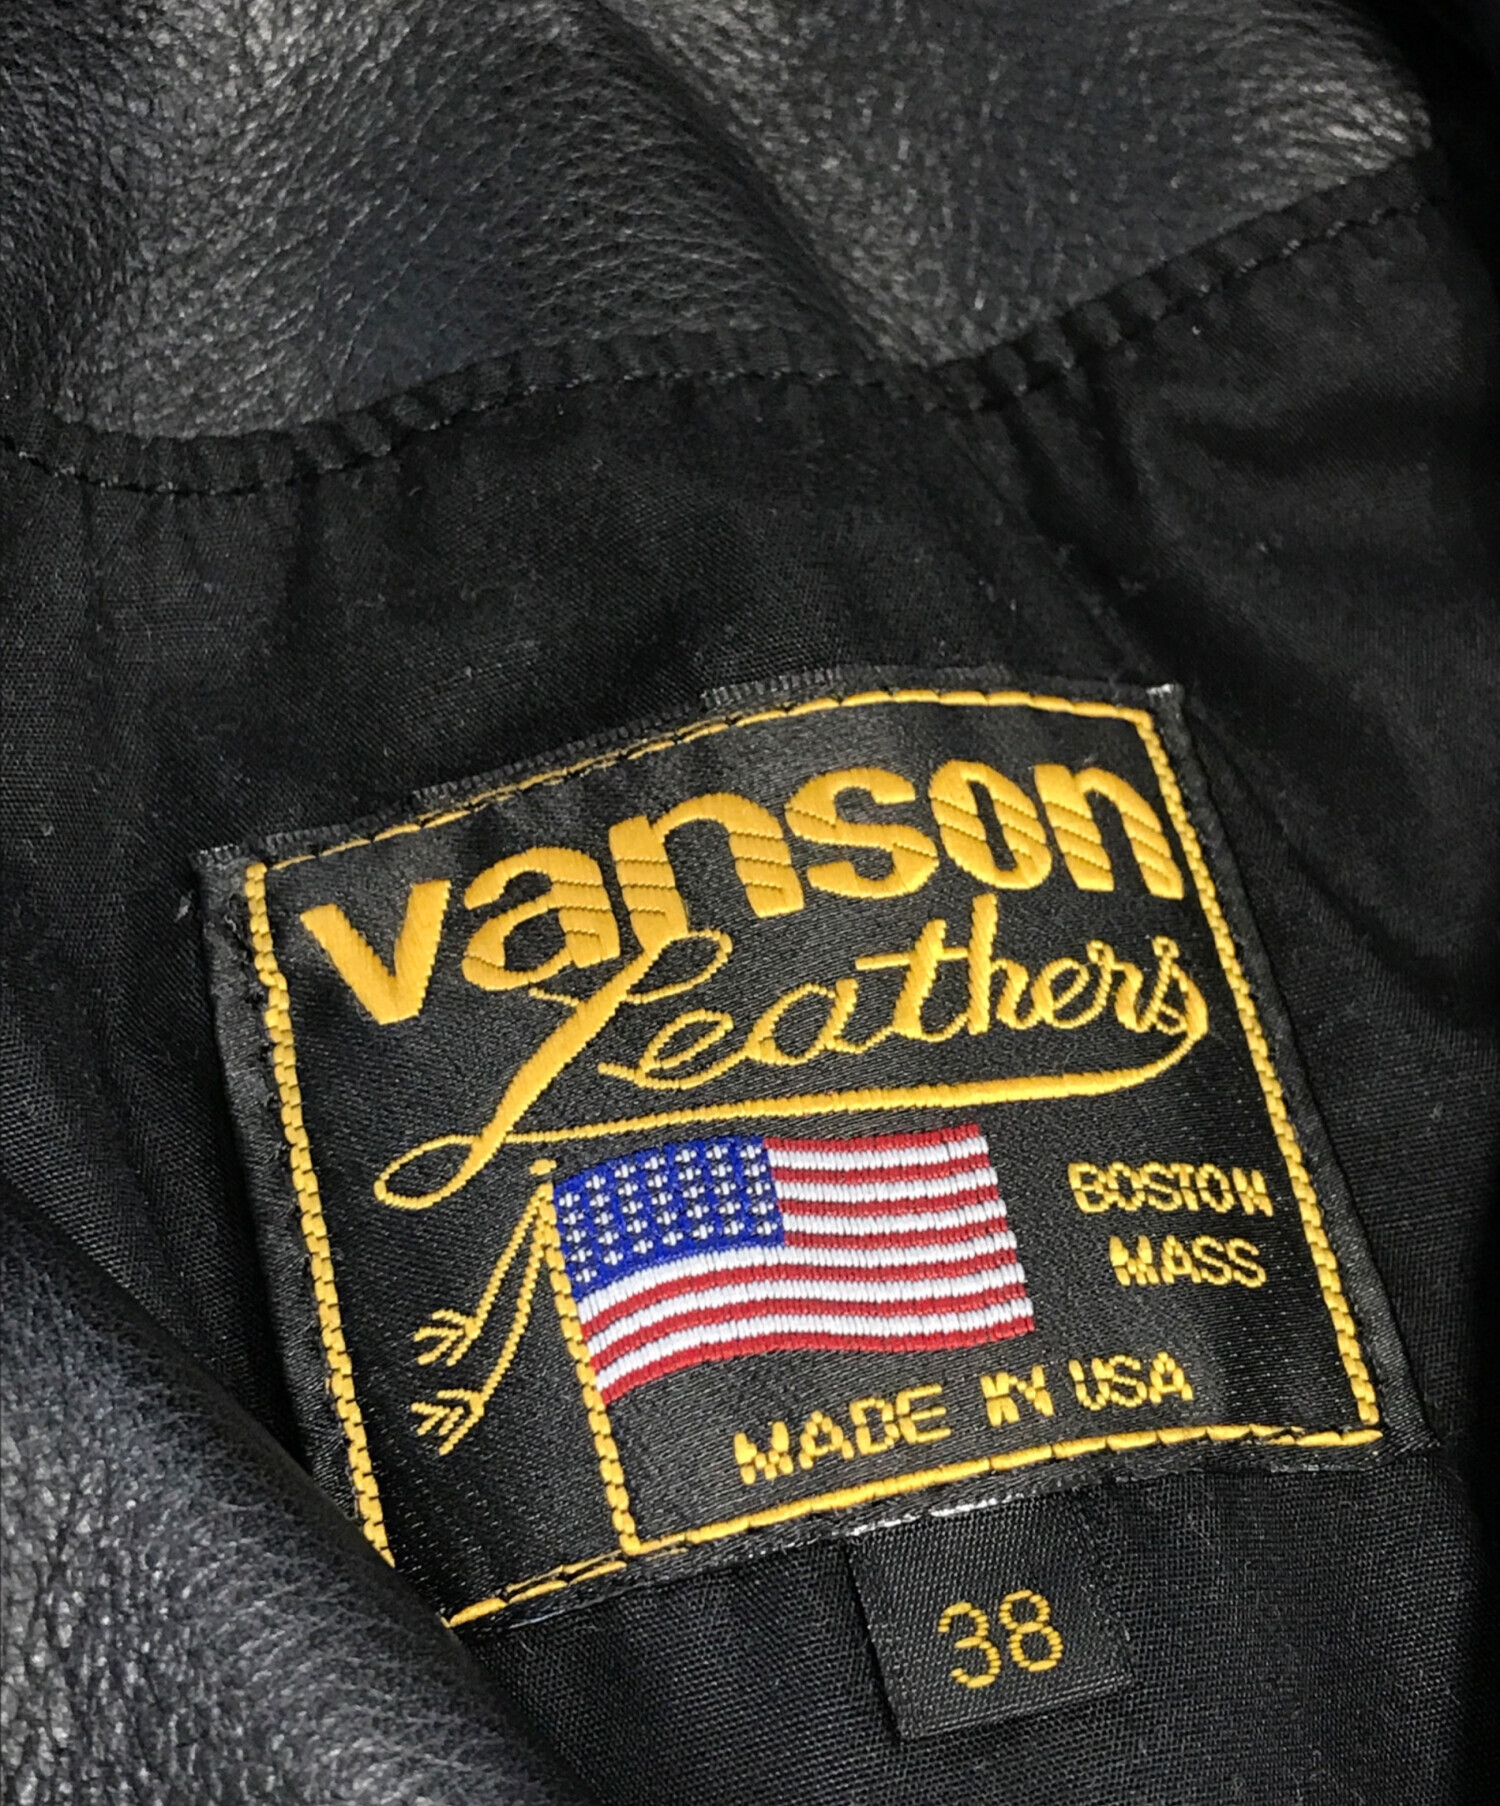 vanson
Leathers
BOSTON
MASS
MADE IN USA
38